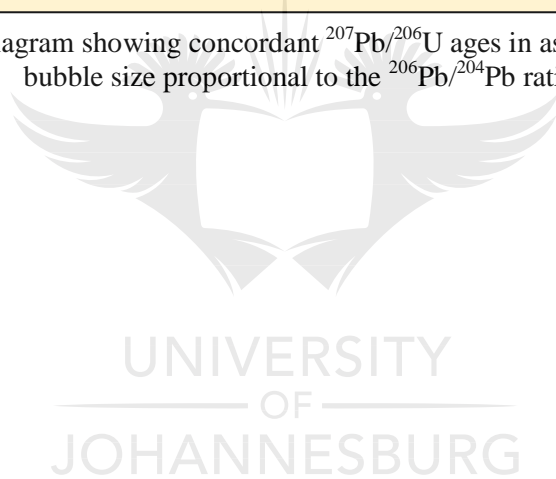 agram showing concordant ²⁰⁷Pb/²⁰⁶U ages in as
bubble size proportional to the ²⁰⁶Pb/²⁰⁴Pb rati
UNIVERSITY
OF
JOHANNESBURG